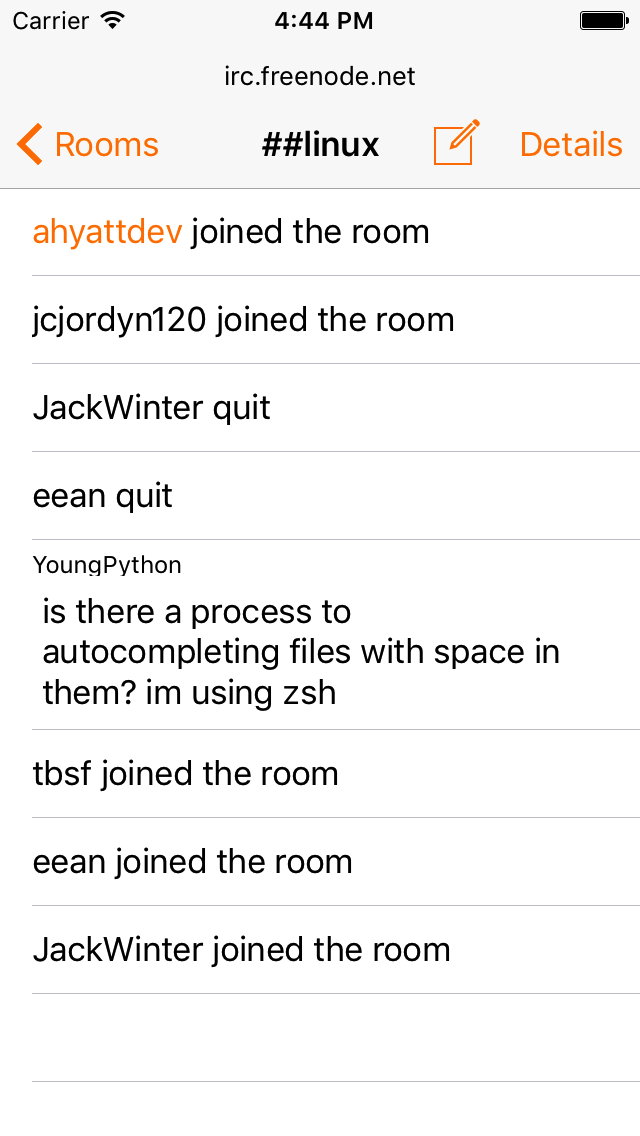 Carrier 4:44 PM
irc.freenode.net
Rooms ##linux Details
ahyattdev joined the room
jcjordyn120 joined the room
JackWinter quit
eean quit
YoungPython
is there a process to
autocompleting files with space in
them? im using zsh
tbsf joined the room
eean joined the room
JackWinter joined the room